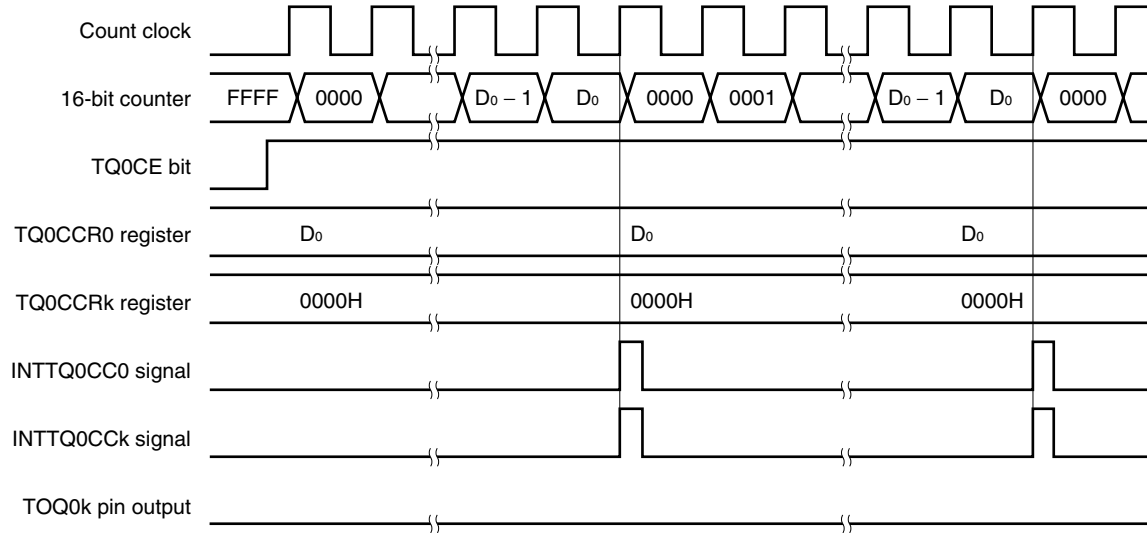 Count clock
16-bit counter FFFF 0000 D₀ − 1 D₀ 0000 0001 D₀ − 1 D₀ 0000
TQ0CE bit
TQ0CCR0 register D₀ D₀ D₀
TQ0CCRk register 0000H 0000H 0000H
INTTQ0CC0 signal
INTTQ0CCk signal
TOQ0k pin output